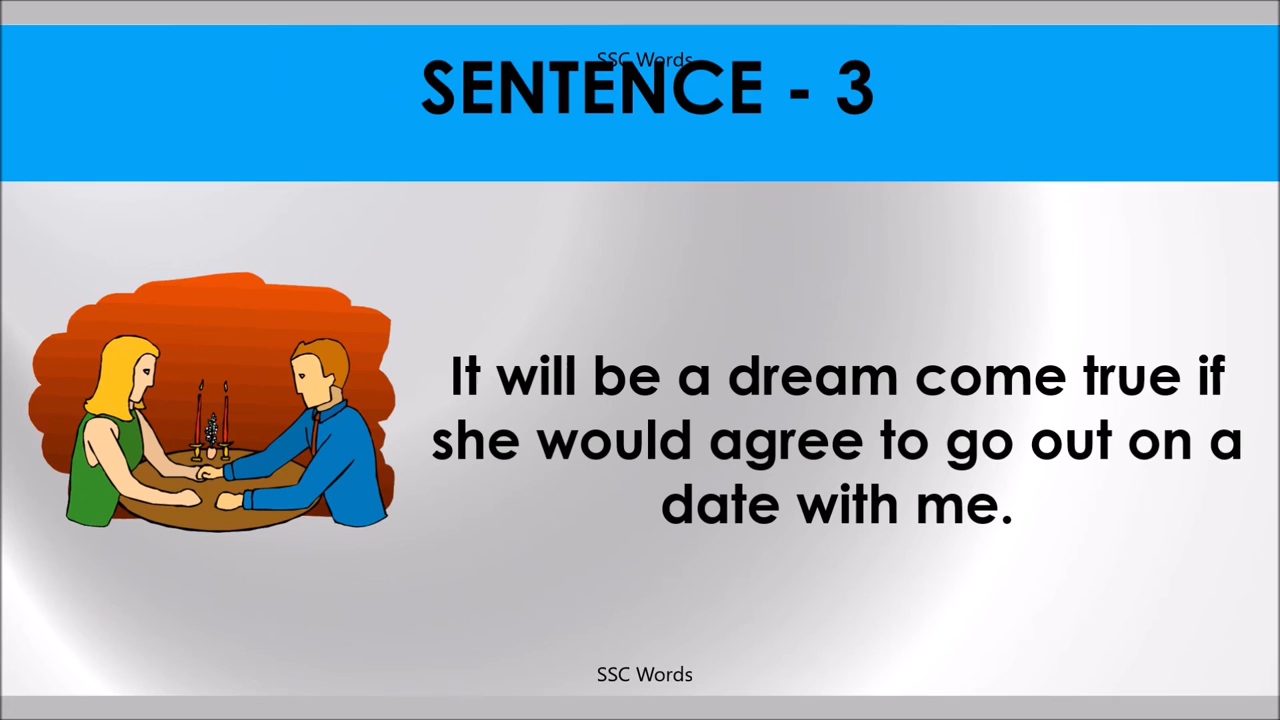 SSC Words
SENTENCE - 3
It will be a dream come true if
she would agree to go out on a
date with me.
SSC Words